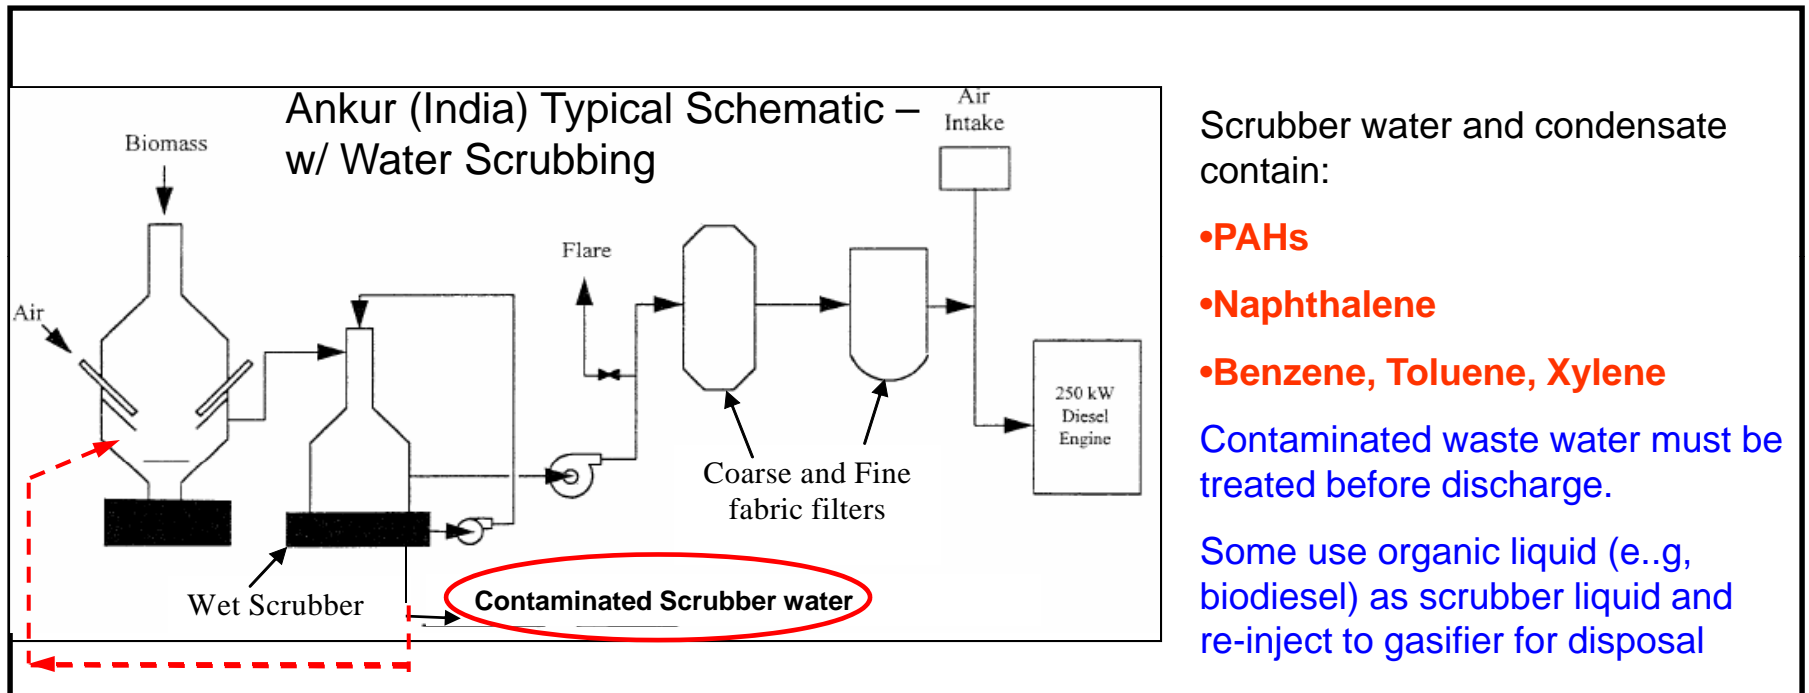 Ankur (India) Typical Schematic –
w/ Water Scrubbing
Biomass
Air
Flare
Air
Intake
250 kW
Diesel
Engine
Coarse and Fine
fabric filters
Wet Scrubber
Contaminated Scrubber water
Scrubber water and condensate
contain:
•PAHs
•Naphthalene
•Benzene, Toluene, Xylene
Contaminated waste water must be
treated before discharge.
Some use organic liquid (e..g,
biodiesel) as scrubber liquid and
re-inject to gasifier for disposal